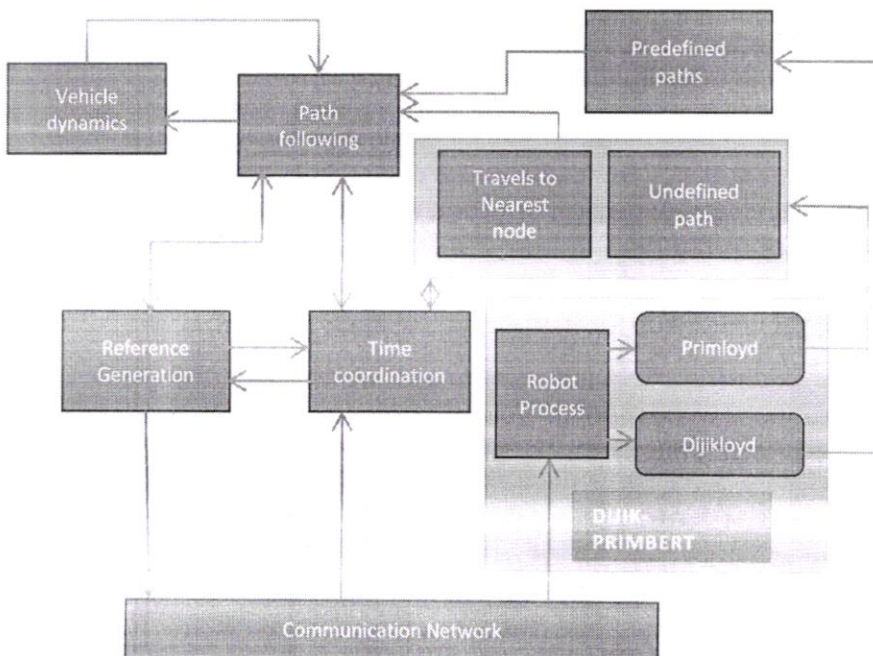 Predefined
paths
Vehicle
dynamics
Path
following
Travels to
Nearest
node
Undefined
path
Reference
Generation
Time
coordination
Robot
Process
Primloyd
Dijikloyd
DIJIK-
PRIMBERT
Communication Network